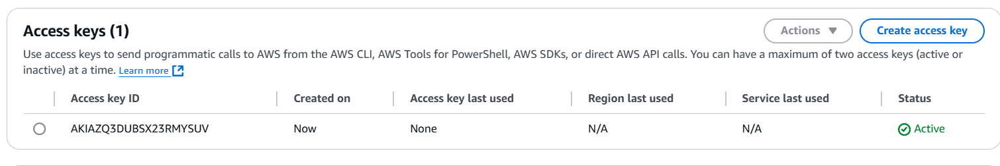 Access keys (1)
Actions
Create access key
Use access keys to send programmatic calls to AWS from the AWS CLI, AWS Tools for PowerShell, AWS SDKs, or direct AWS API calls. You can have a maximum of two access keys (active or
inactive) at a time. Learn more
Access key ID Created on Access key last used Region last used Service last used Status
AKIAZQ3DUBSX23RMYSUV Now None N/A N/A Active